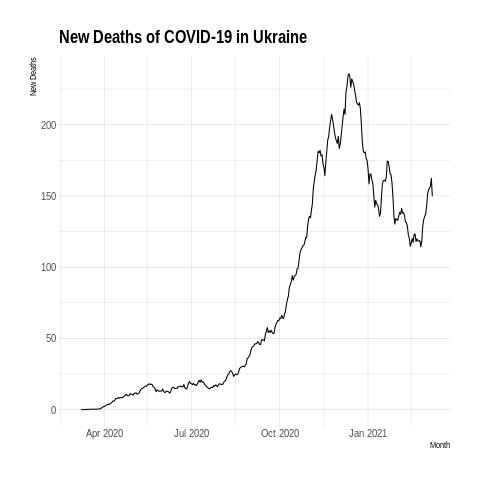 New Deaths of COVID-19 in Ukraine
New Deaths
200
150
100
50
0
Apr 2020 Jul 2020 Oct 2020 Jan 2021
Month